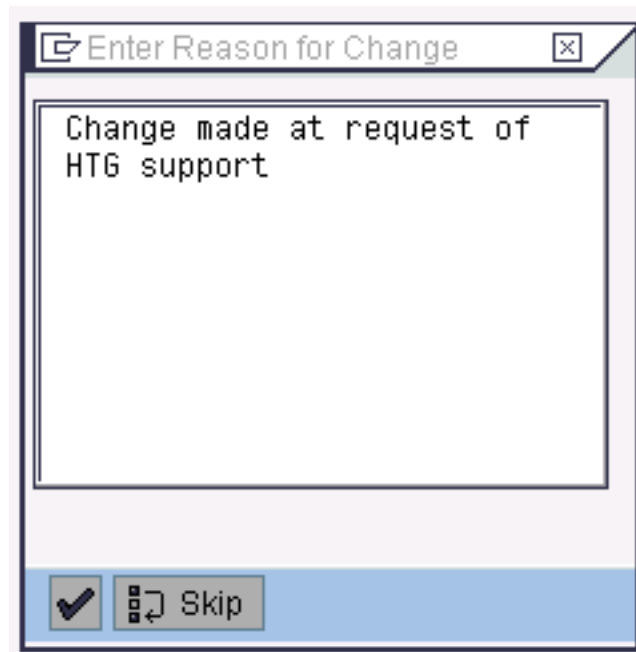 Enter Reason for Change
Change made at request of
HTG support
Skip